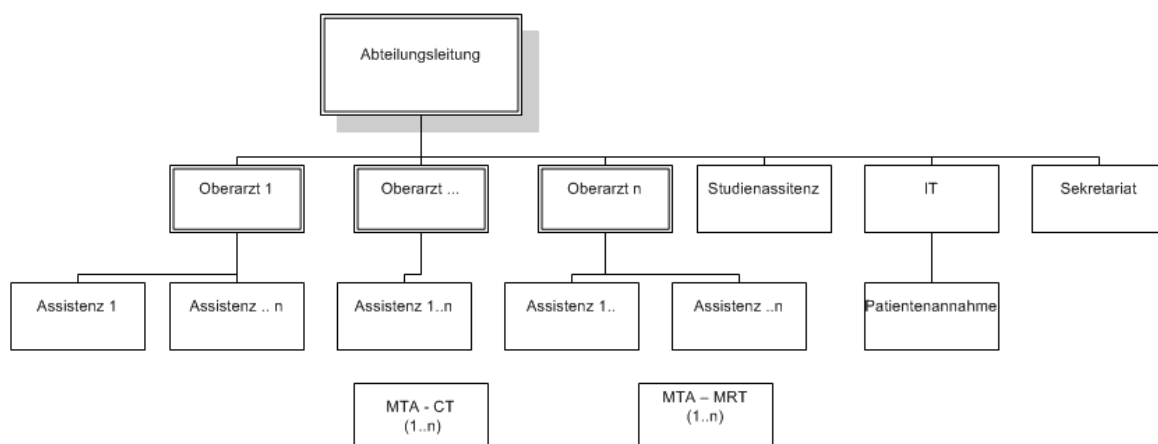 Abteilungsleitung
Oberarzt 1
Oberarzt ...
Oberarzt n
Studienassitenz
IT
Sekretariat
Assistenz 1
Assistenz .. n
Assistenz 1..n
Assistenz 1..
Assistenz ..n
Patientenannahme
MTA - CT
(1..n)
MTA – MRT
(1..n)